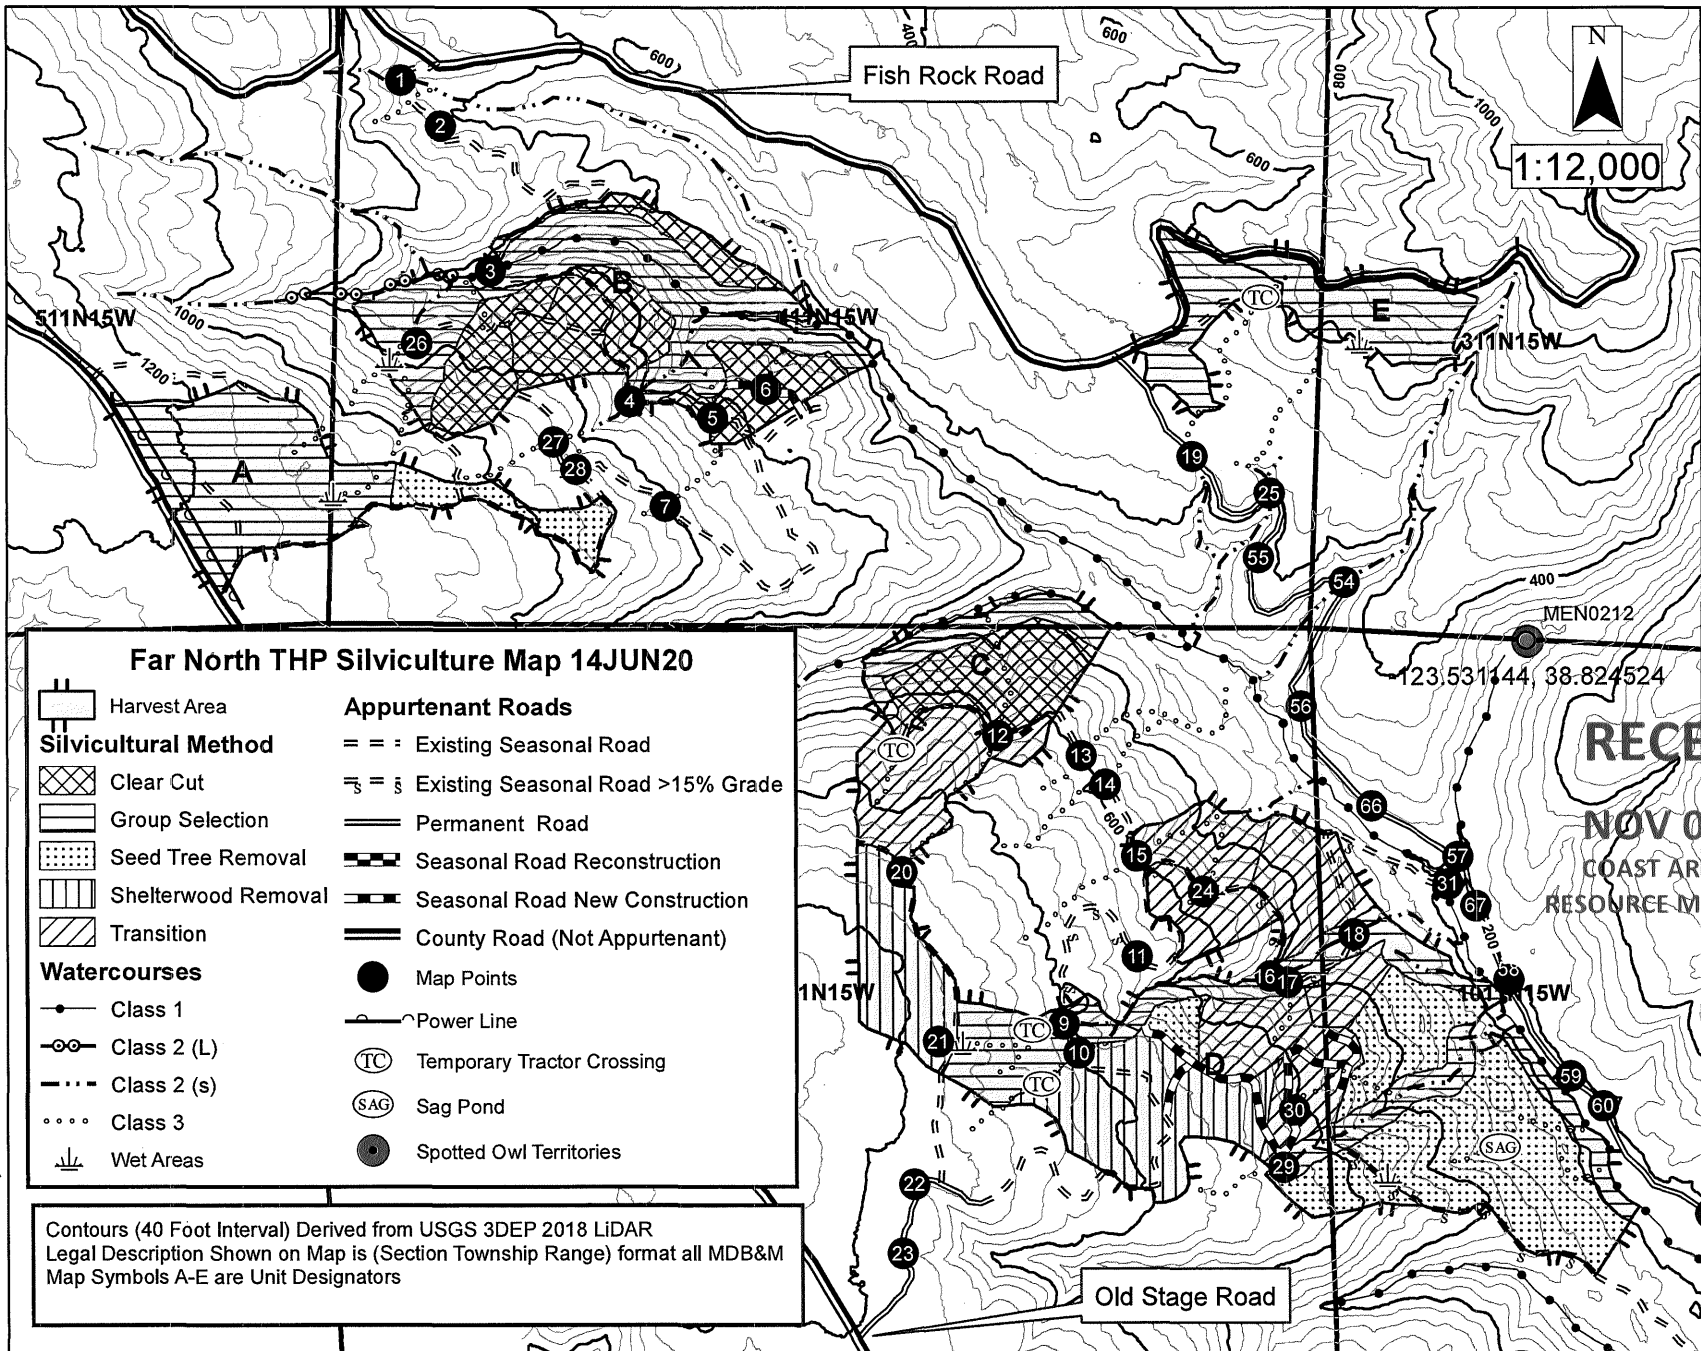 Fish Rock Road
N
1:12,000
600
400
600
800
1000
600
1
2
3
B
511N15W
1000
411N15W
TC
E
311N15W
26
1200
6
4
5
A
27
28
7
19
25
55
54
400
MEN0212
-123.531144, 38.824524
C
56
12
TC
13
14
600
66
RECE
NOV 0
COAST AR
RESOURCE M
15
57
20
24
31
67
200
18
11
16
17
58
1N15W
1011N15W
9
TC
10
21
TC
D
59
60
30
SAG
29
22
23
Old Stage Road
Far North THP Silviculture Map 14JUN20
Harvest Area
Silvicultural Method
Clear Cut
Group Selection
Seed Tree Removal
Shelterwood Removal
Transition
Watercourses
Class 1
Class 2 (L)
Class 2 (s)
Class 3
Wet Areas
Appurtenant Roads
Existing Seasonal Road
Existing Seasonal Road >15% Grade
Permanent Road
Seasonal Road Reconstruction
Seasonal Road New Construction
County Road (Not Appurtenant)
Map Points
Power Line
TC Temporary Tractor Crossing
SAG Sag Pond
Spotted Owl Territories
Contours (40 Foot Interval) Derived from USGS 3DEP 2018 LiDAR
Legal Description Shown on Map is (Section Township Range) format all MDB&M
Map Symbols A-E are Unit Designators